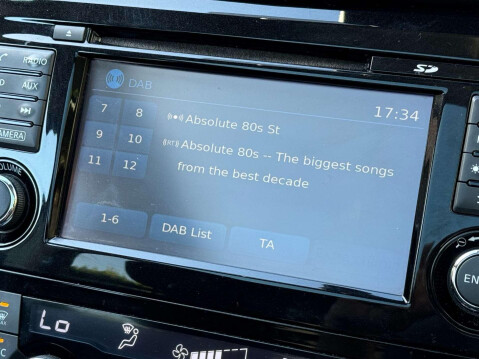 RADIO
AUX
CAMERA
VOLUME
SD
DAB
17:34
7 8
9 10
11 12
Absolute 80s St
Absolute 80s -- The biggest songs
from the best decade
1-6
DAB List
TA
Lo